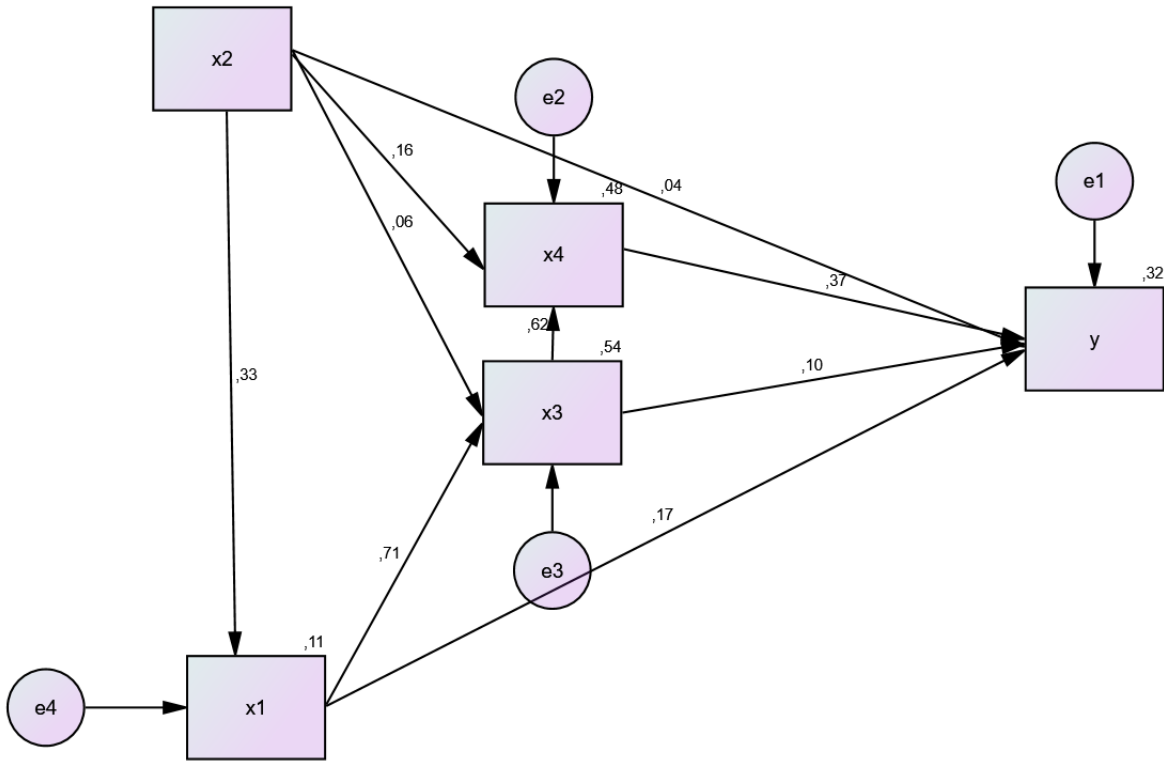 x2
e2
,16
,48
,04
e1
,06
x4
,32
,37
y
,62
,54
,10
x3
,33
,17
,71
e3
,11
e4
x1